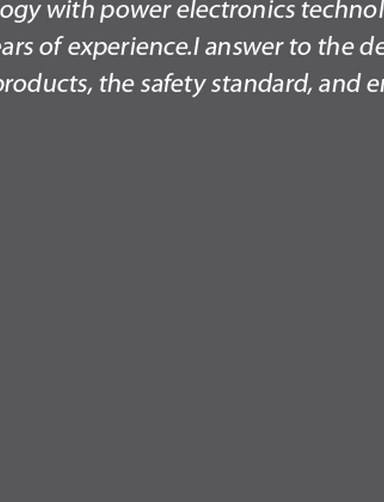 ogy with power electronics technol
ars of experience.I answer to the de
products, the safety standard, and e